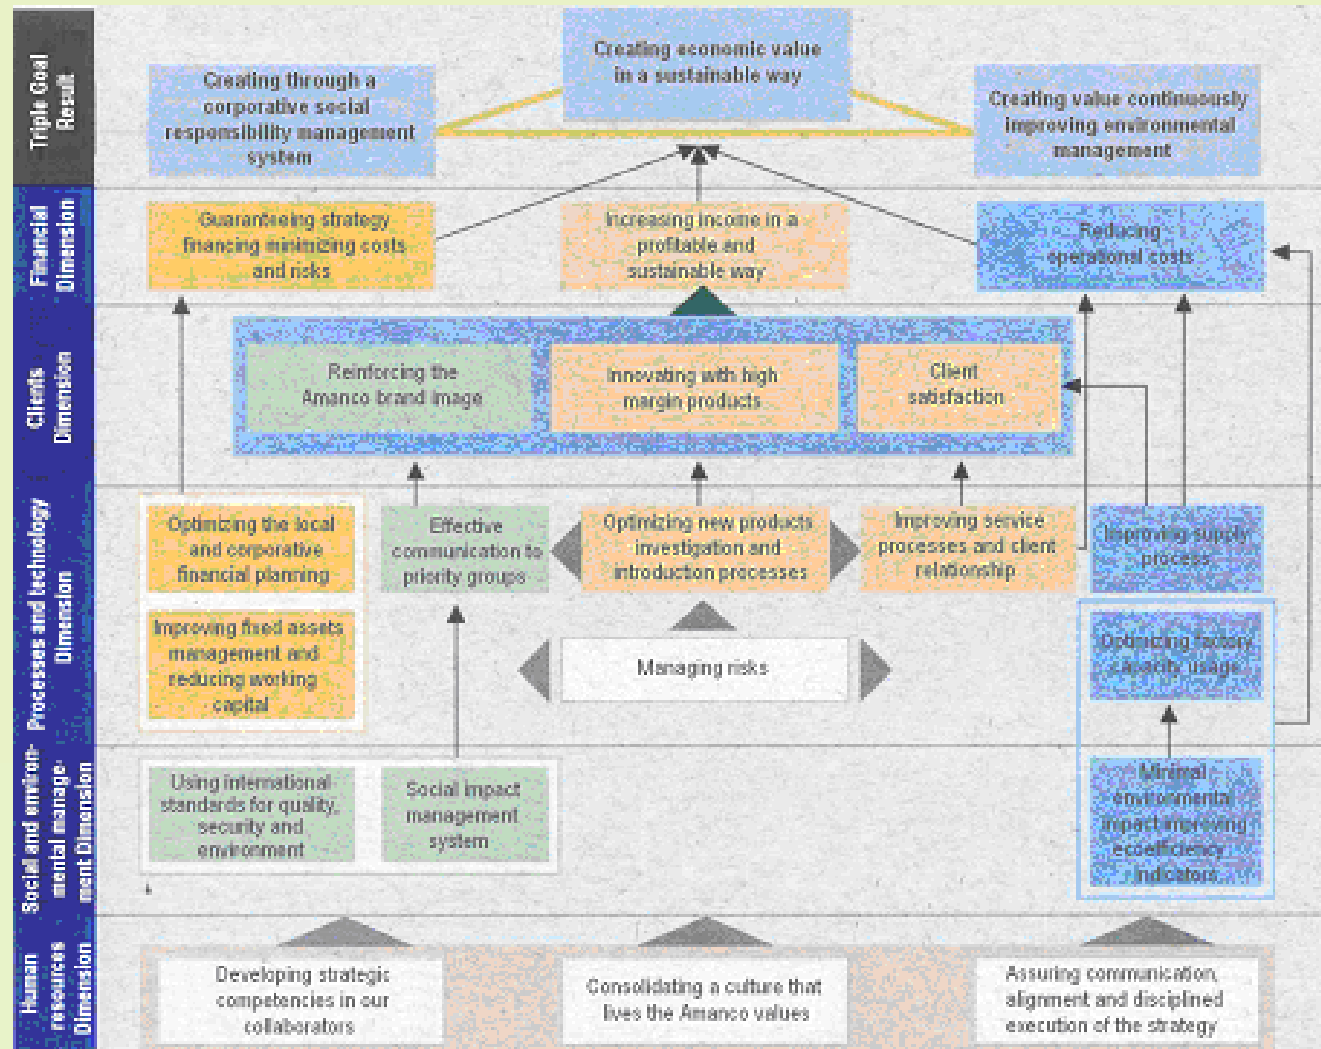 Triple Goal
Result
Creating through a
corporative social
responsibility management
system
Creating economic value
in a sustainable way
Creating value continuously
improving environmental
management
Financial
Dimension
Guaranteeing strategy
financing minimizing costs
and risks
Increasing income in a
profitable and
sustainable way
Reducing
operational costs
Clients
Dimension
Reinforcing the
Amanco brand image
Innovating with high
margin products
Client
satisfaction
Processes and technology
Dimension
Optimizing the local
and corporative
financial planning
Effective
communication to
priority groups
Optimizing new products
investigation and
introduction processes
Improving service
processes and client
relationship
Improving supply
process
Improving fixed assets
management and
reducing working
capital
Managing risks
Optimizing factory
capacity usage
Social and environ-
mental manage-
ment Dimension
Using international
standards for quality,
security and
environment
Social impact
management
system
Minimal
environmental
impact improving
ecoefficiency
indicators
Human
resources
Dimension
Developing strategic
competencies in our
collaborators
Consolidating a culture that
lives the Amanco values
Assuring communication,
alignment and disciplined
execution of the strategy